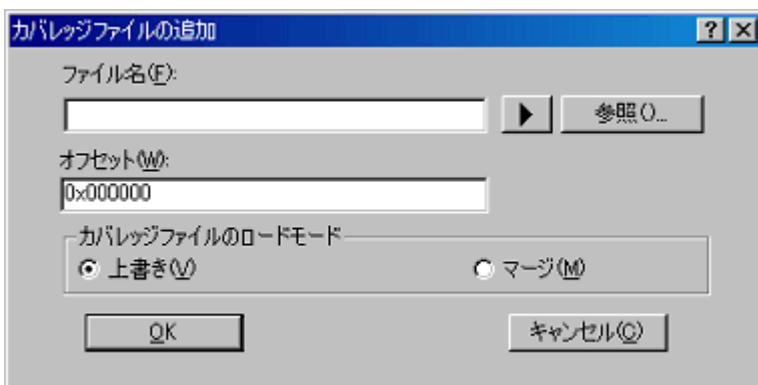 カバレッジファイルの追加
ファイル名(F):
参照()...
オフセット(W):
0x000000
カバレッジファイルのロードモード
上書き(V) マージ(M)
OK キャンセル(C)